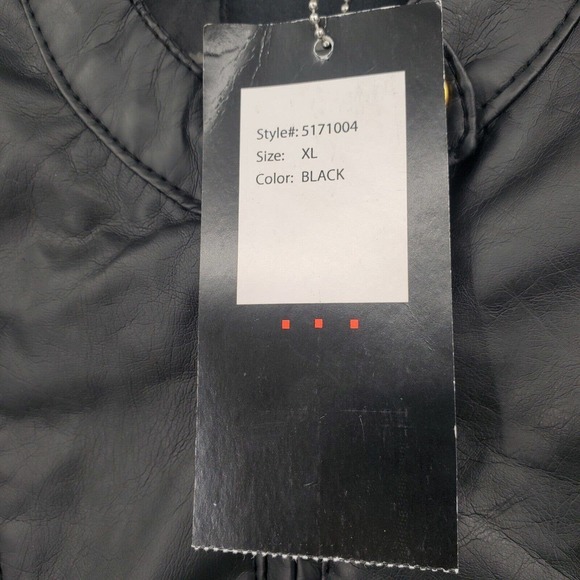 Style#: 5171004
Size: XL
Color: BLACK